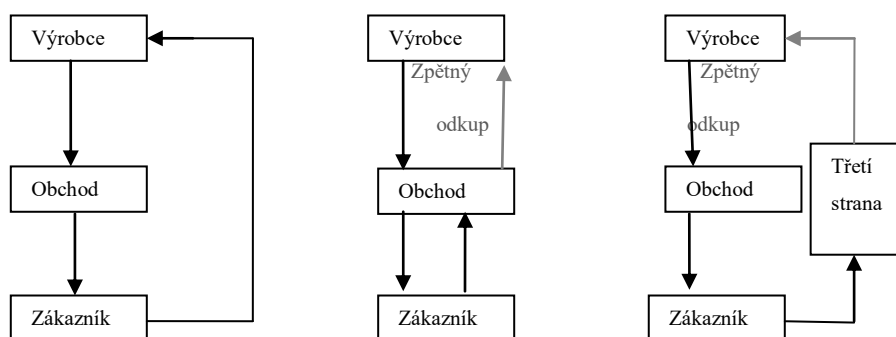 Výrobce
Obchod
Zákazník
Výrobce
Zpětný
odkup
Obchod
Zákazník
Výrobce
Zpětný
odkup
Obchod
Třetí
strana
Zákazník